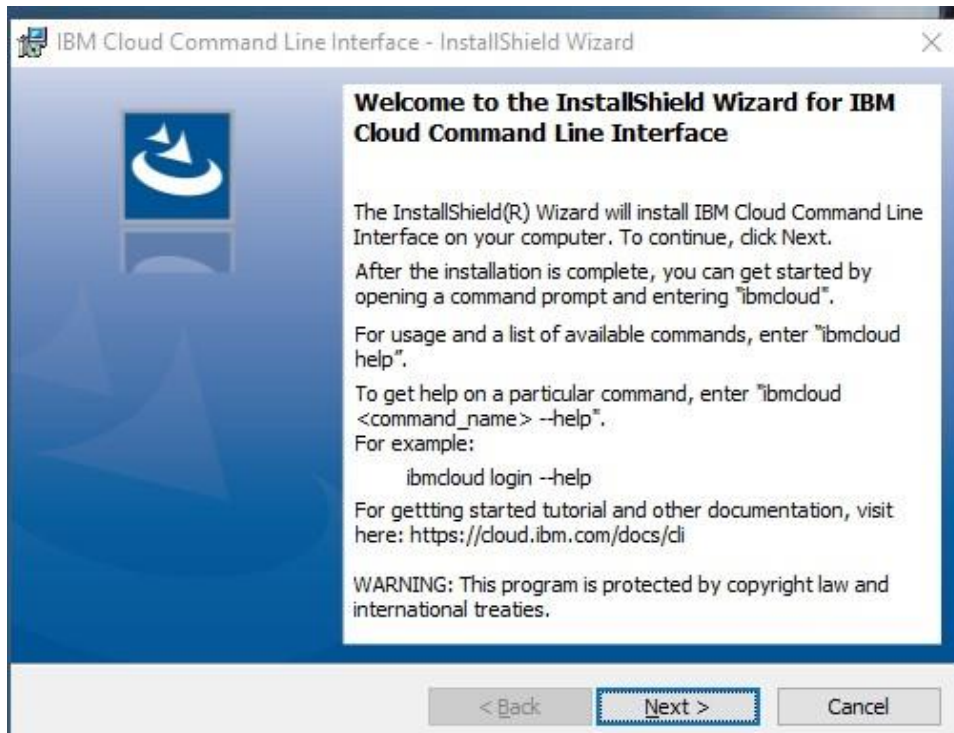 IBM Cloud Command Line Interface - InstallShield Wizard
Welcome to the InstallShield Wizard for IBM
Cloud Command Line Interface
The InstallShield(R) Wizard will install IBM Cloud Command Line
Interface on your computer. To continue, click Next.
After the installation is complete, you can get started by
opening a command prompt and entering "ibmcloud".
For usage and a list of available commands, enter “ibmcloud
help”.
To get help on a particular command, enter "ibmcloud
<command_name> --help".
For example:
ibmcloud login --help
For gettting started tutorial and other documentation, visit
here: https://cloud.ibm.com/docs/cli
WARNING: This program is protected by copyright law and
international treaties.
< Back
Next >
Cancel